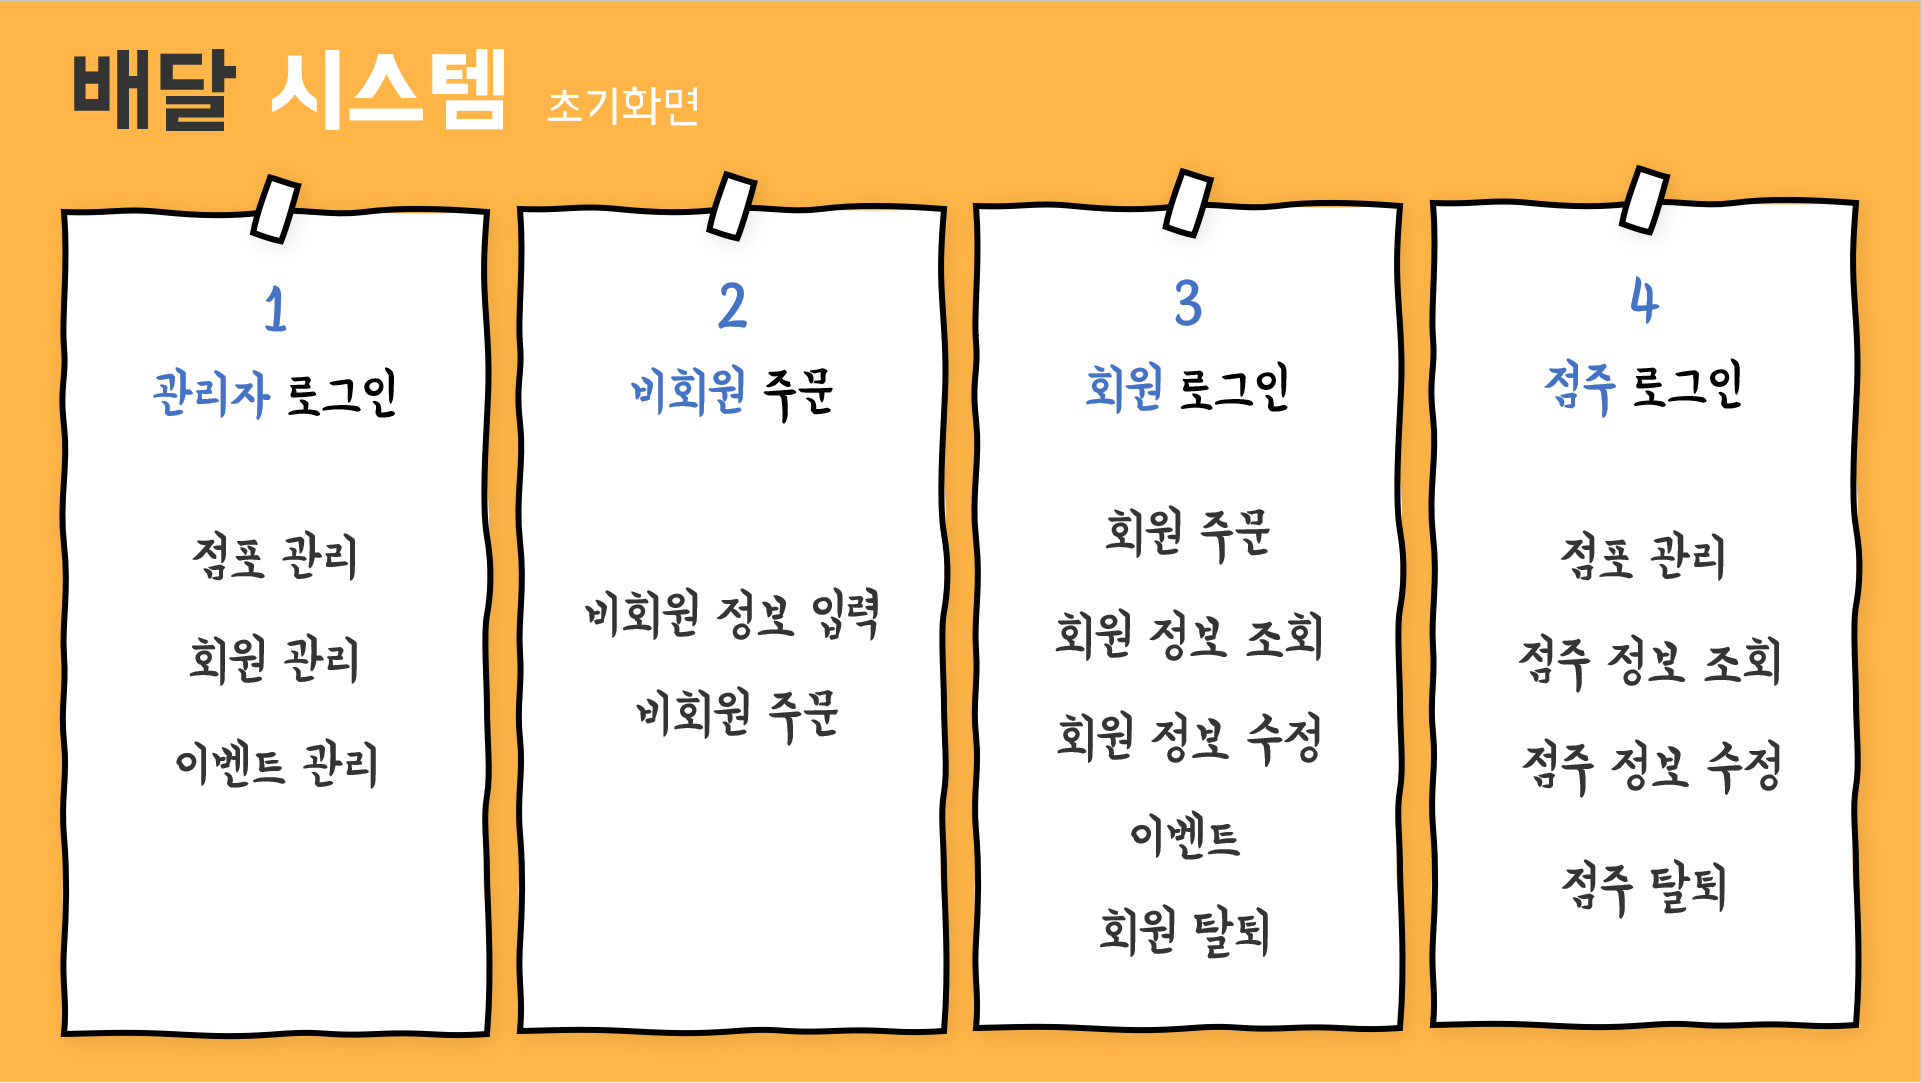 배달 시스템 초기화면
1
관리자 로그인
점포 관리
회원 관리
이벤트 관리
2
비회원 주문
비회원 정보 입력
비회원 주문
3
회원 로그인
회원 주문
회원 정보 조회
회원 정보 수정
이벤트
회원 탈퇴
4
점주 로그인
점포 관리
점주 정보 조회
점주 정보 수정
점주 탈퇴